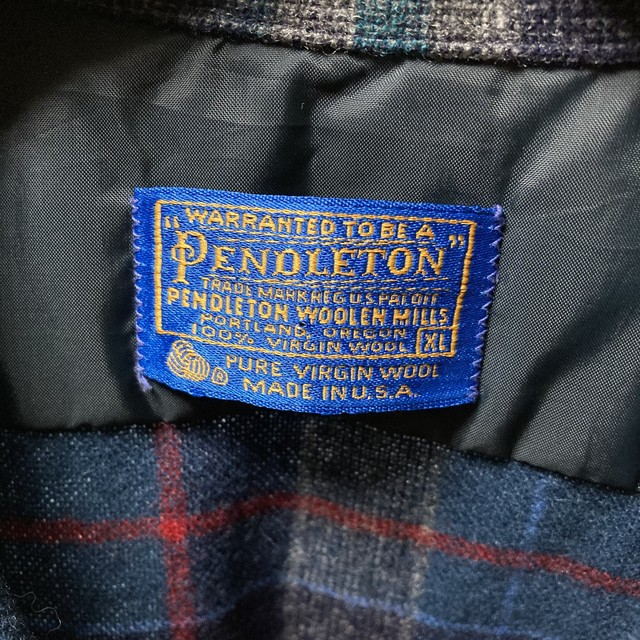 WARRANTED TO BE A
"PENDLETON"
TRADE MARK REG U.S. PAT OFF
PENDLETON WOOLEN MILLS
PORTLAND, OREGON
100% VIRGIN WOOL XL
R PURE VIRGIN WOOL
MADE IN U.S.A.